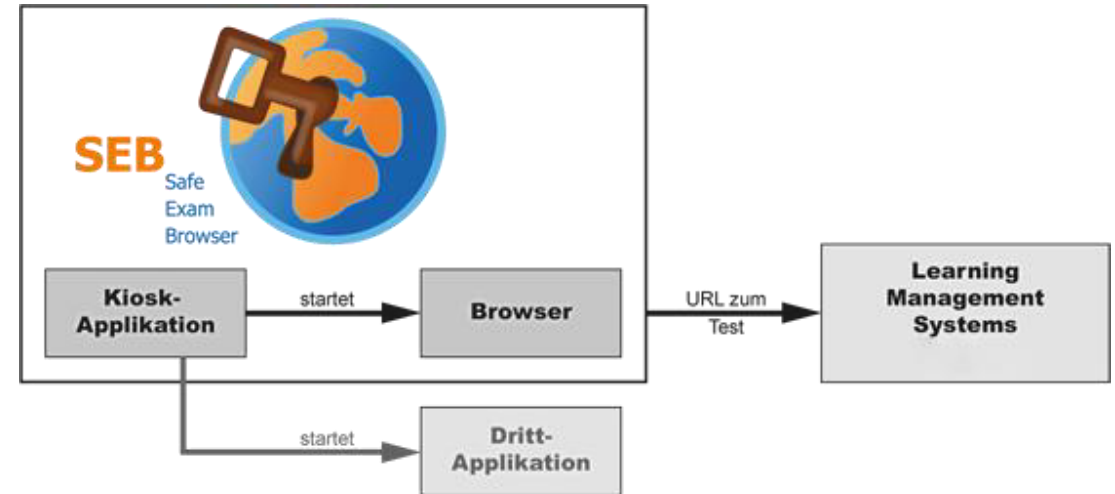 SEB
Safe
Exam
Browser
Kiosk-
Applikation
startet
Browser
URL zum
Test
Learning
Management
Systems
startet
Dritt-
Applikation